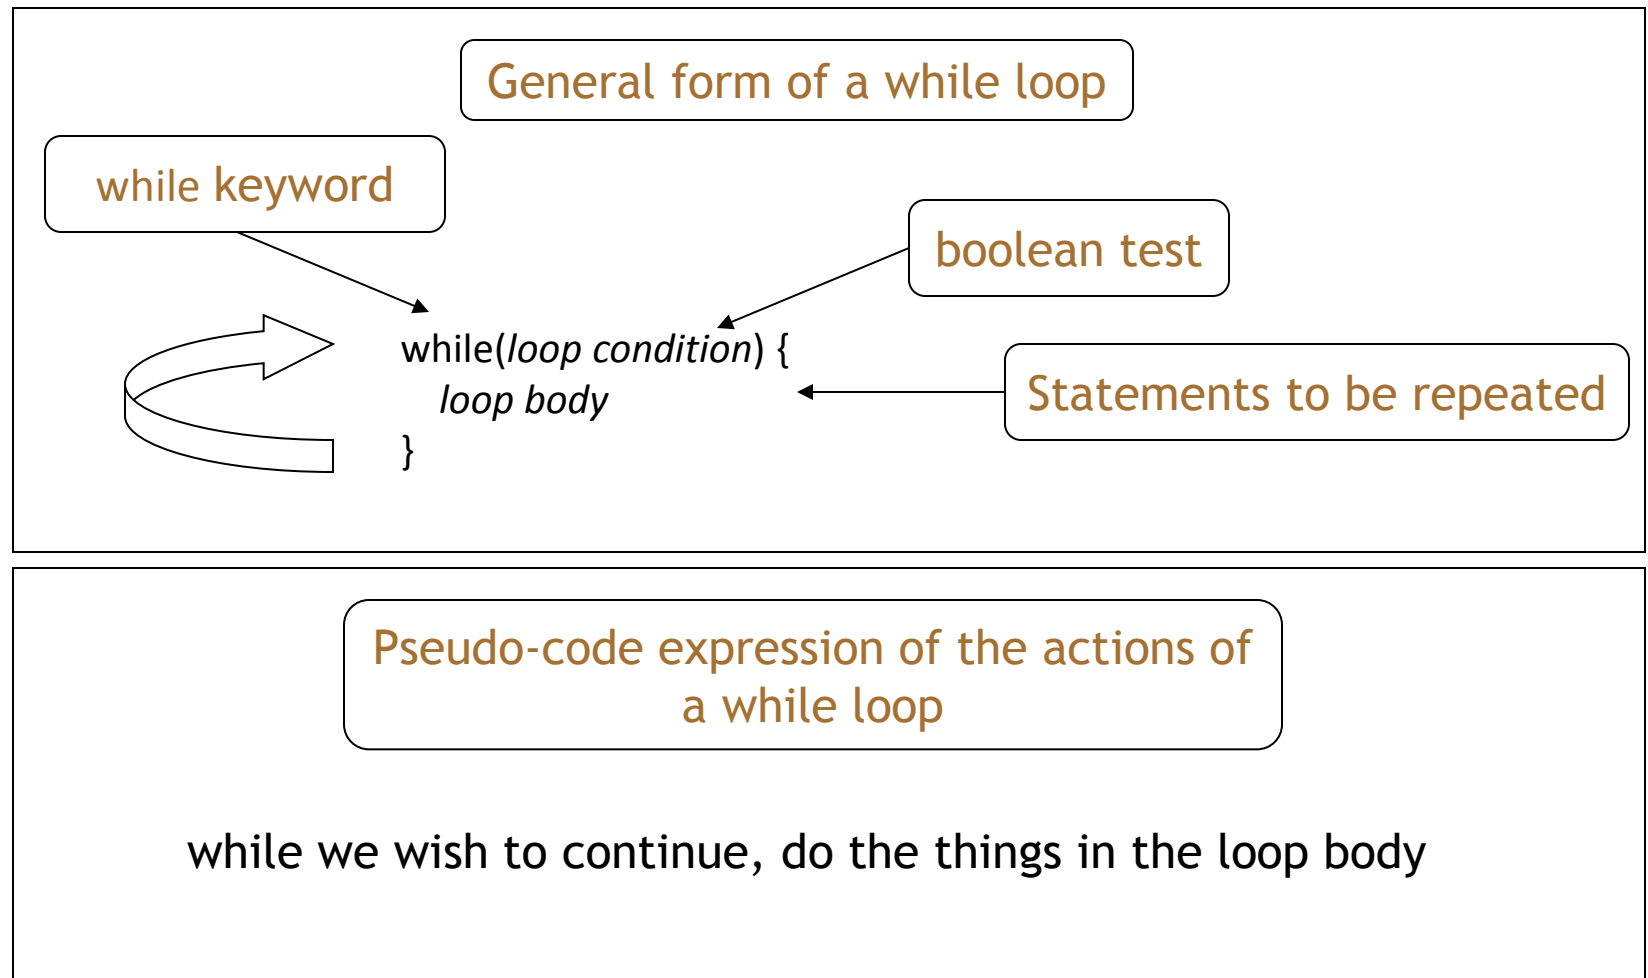 General form of a while loop
while keyword
boolean test
while(loop condition) {
loop body
}
Statements to be repeated
Pseudo-code expression of the actions of
a while loop
while we wish to continue, do the things in the loop body